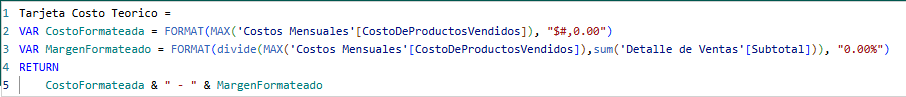 1 Tarjeta Costo Teorico =
2 VAR CostoFormateada = FORMAT(MAX('Costos Mensuales'[CostoDeProductosVendidos]), "$#,0.00")
3 VAR MargenFormateado = FORMAT(divide(MAX('Costos Mensuales'[CostoDeProductosVendidos]),sum('Detalle de Ventas'[Subtotal])), "0.00%")
4 RETURN
5 CostoFormateada & " - " & MargenFormateado